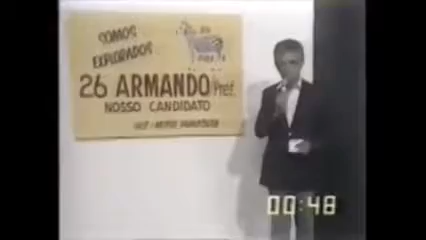 SOMOS
EXPLORADOS
26 ARMANDO/Pref.
NOSSO CANDIDATO
00:48